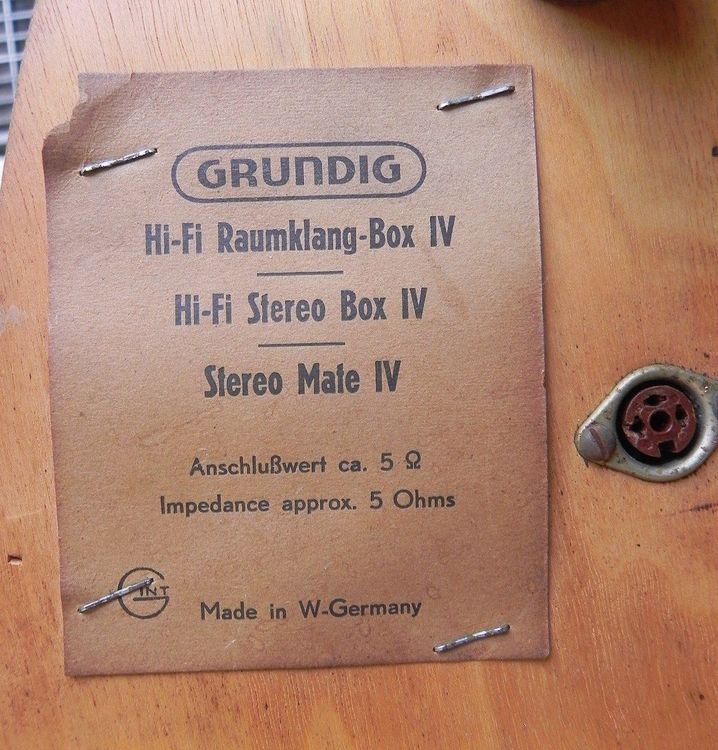 GRUNDIG
Hi-Fi Raumklang-Box IV
Hi-Fi Stereo Box IV
Stereo Mate IV
Anschlußwert ca. 5 Ω
Impedance approx. 5 Ohms
INT
Made in W-Germany